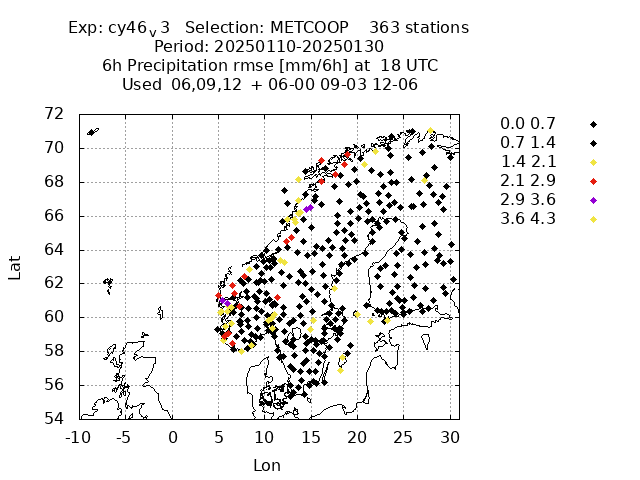 Exp: cy46v3 Selection: METCOOP 363 stations
Period: 20250110-20250130
6h Precipitation rmse [mm/6h] at 18 UTC
Used 06,09,12 + 06-00 09-03 12-06
72
70
68
66
64
62
60
58
56
54
-10 -5 0 5 10 15 20 25 30
Lat
Lon
0.0 0.7
0.7 1.4
1.4 2.1
2.1 2.9
2.9 3.6
3.6 4.3